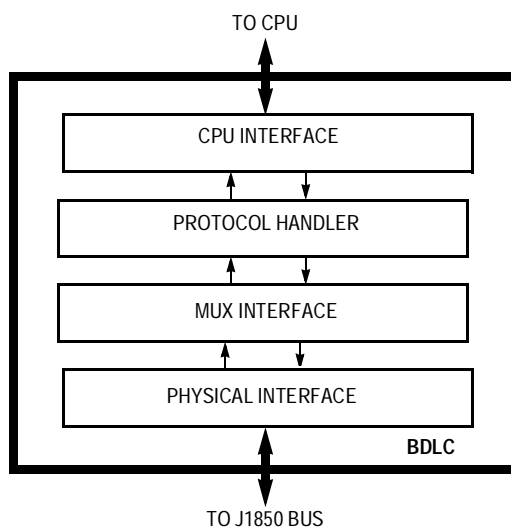 TO CPU
CPU INTERFACE
PROTOCOL HANDLER
MUX INTERFACE
PHYSICAL INTERFACE
BDLC
TO J1850 BUS